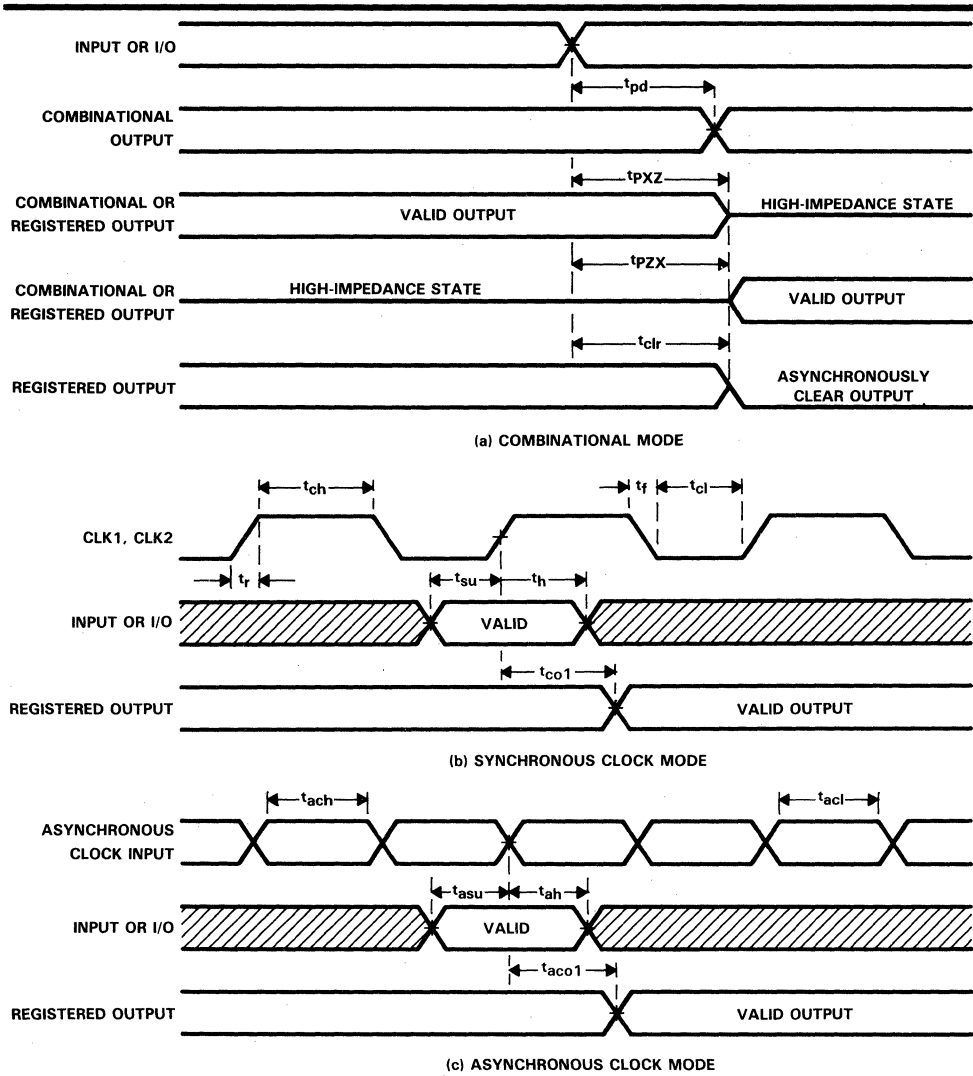 INPUT OR I/O
tpd
COMBINATIONAL
OUTPUT
tPXZ
COMBINATIONAL OR
REGISTERED OUTPUT
VALID OUTPUT
HIGH-IMPEDANCE STATE
tPZX
COMBINATIONAL OR
REGISTERED OUTPUT
HIGH-IMPEDANCE STATE
VALID OUTPUT
tclr
REGISTERED OUTPUT
ASYNCHRONOUSLY
CLEAR OUTPUT
(a) COMBINATIONAL MODE
tch
tf
tcl
CLK1, CLK2
tr
tsu
th
INPUT OR I/O
VALID
tco1
REGISTERED OUTPUT
VALID OUTPUT
(b) SYNCHRONOUS CLOCK MODE
tach
tacl
ASYNCHRONOUS
CLOCK INPUT
tasu
tah
INPUT OR I/O
VALID
taco1
REGISTERED OUTPUT
VALID OUTPUT
(c) ASYNCHRONOUS CLOCK MODE